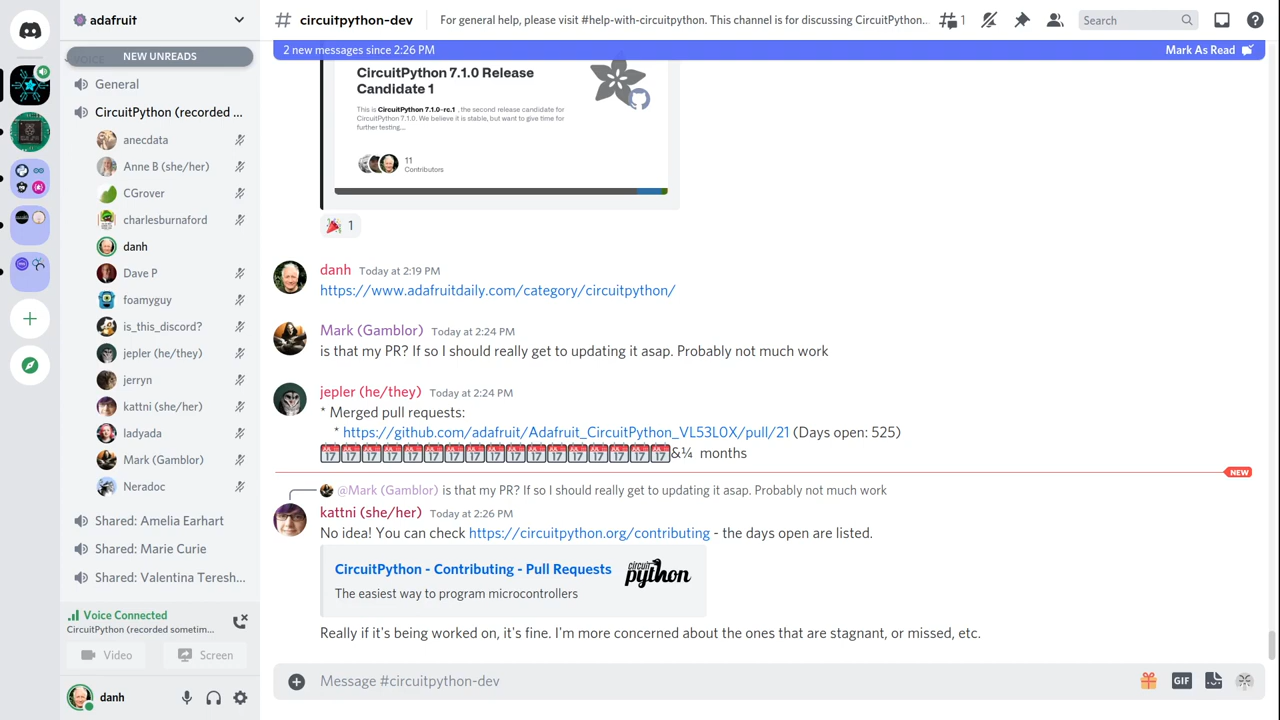 adafruit
NEW UNREADS
General
CircuitPython (recorded ...
anecdata
Anne B (she/her)
CGrover
charlesburnaford
danh
Dave P
foamyguy
is_this_discord?
jepler (he/they)
jerryn
kattni (she/her)
ladyada
Mark (Gamblor)
Neradoc
Shared: Amelia Earhart
Shared: Marie Curie
Shared: Valentina Teresh...
Voice Connected
CircuitPython (recorded sometim...
Video
Screen
danh
# circuitpython-dev
For general help, please visit #help-with-circuitpython. This channel is for discussing CircuitPython...
1
Search
2 new messages since 2:26 PM
Mark As Read
CircuitPython 7.1.0 Release
Candidate 1
This is CircuitPython 7.1.0-rc.1 , the second release candidate for
CircuitPython 7.1.0. We believe it is stable, but want to give time for
further testing...
11
Contributors
1
danh Today at 2:19 PM
https://www.adafruitdaily.com/category/circuitpython/
Mark (Gamblor) Today at 2:24 PM
is that my PR? If so I should really get to updating it asap. Probably not much work
jepler (he/they) Today at 2:24 PM
* Merged pull requests:
* https://github.com/adafruit/Adafruit_CircuitPython_VL53L0X/pull/21 (Days open: 525)
📅📅📅📅📅📅📅📅📅📅📅📅📅📅📅📅📅&¼ months
NEW
@Mark (Gamblor) is that my PR? If so I should really get to updating it asap. Probably not much work
kattni (she/her) Today at 2:26 PM
No idea! You can check https://circuitpython.org/contributing - the days open are listed.
CircuitPython - Contributing - Pull Requests
circuit
python
The easiest way to program microcontrollers
Really if it's being worked on, it's fine. I'm more concerned about the ones that are stagnant, or missed, etc.
Message #circuitpython-dev
GIF